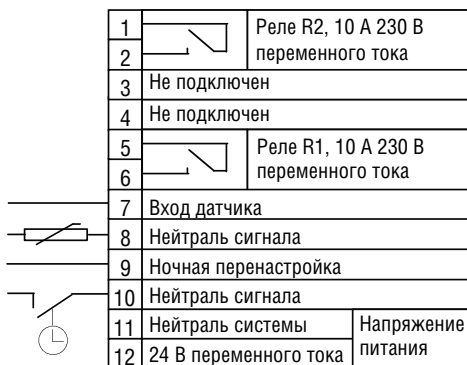 1 Реле R2, 10 А 230 В
2 переменного тока
3 Не подключен
4 Не подключен
5 Реле R1, 10 А 230 В
6 переменного тока
7 Вход датчика
8 Нейтраль сигнала
9 Ночная перенастройка
10 Нейтраль сигнала
11 Нейтраль системы Напряжение
12 24 В переменного тока питания